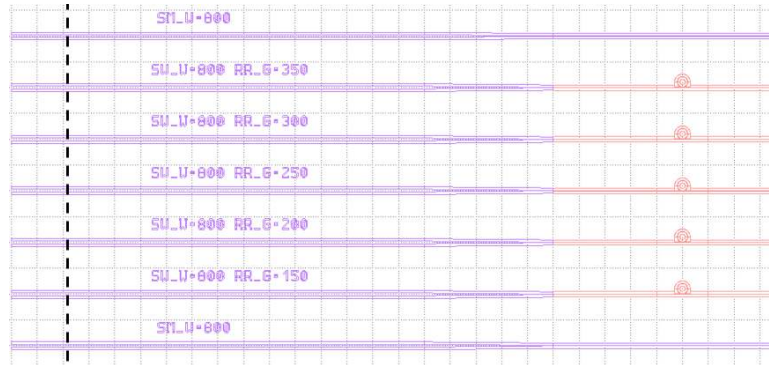 SM_W=800
SW_W=800 RR_G=350
SW_W=800 RR_G=300
SW_W=800 RR_G=250
SW_W=800 RR_G=200
SW_W=800 RR_G=150
SM_W=800